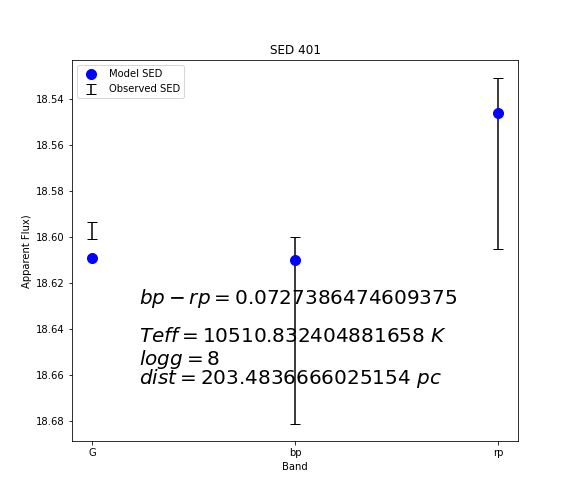 SED 401
Model SED
Observed SED
18.54
18.56
18.58
18.60
18.62
18.64
18.66
18.68
Apparent Flux)
bp − rp = 0.0727386474609375
Teff = 10510.832404881658 K
logg = 8
dist = 203.4836666025154 pc
G bp rp
Band